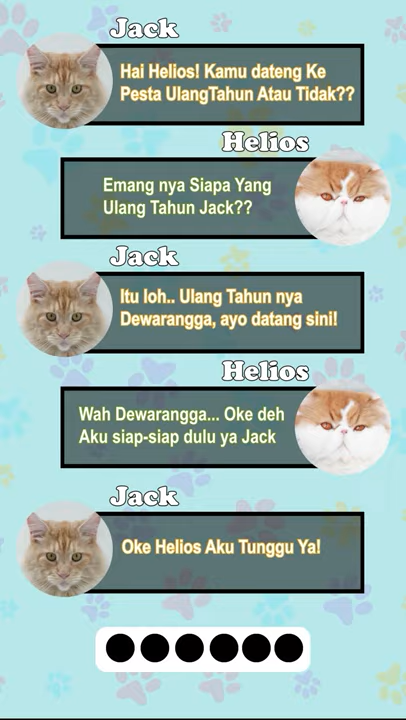 Jack
Hai Helios! Kamu dateng Ke
Pesta UlangTahun Atau Tidak??
Helios
Emang nya Siapa Yang
Ulang Tahun Jack??
Jack
Itu loh.. Ulang Tahun nya
Dewarangga, ayo datang sini!
Helios
Wah Dewarangga... Oke deh
Aku siap-siap dulu ya Jack
Jack
Oke Helios Aku Tunggu Ya!